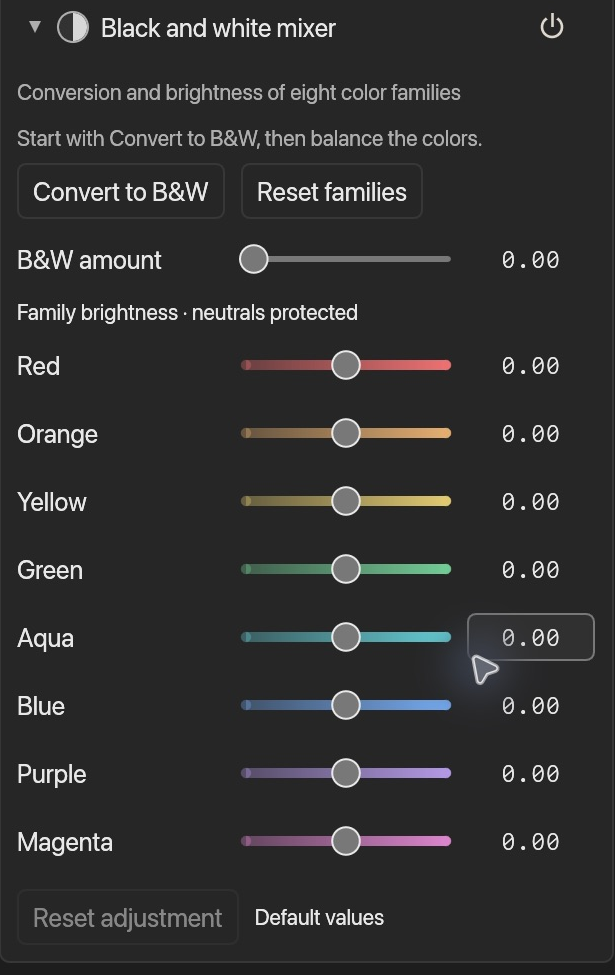 Black and white mixer
Conversion and brightness of eight color families
Start with Convert to B&W, then balance the colors.
Convert to B&W Reset families
B&W amount 0.00
Family brightness · neutrals protected
Red 0.00
Orange 0.00
Yellow 0.00
Green 0.00
Aqua 0.00
Blue 0.00
Purple 0.00
Magenta 0.00
Reset adjustment Default values